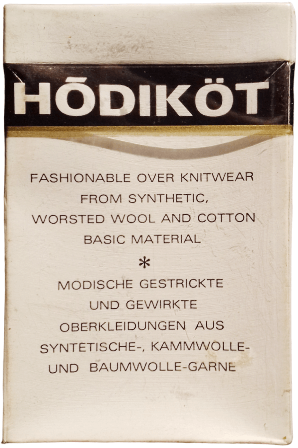 HÕDIKÖT
FASHIONABLE OVER KNITWEAR
FROM SYNTHETIC,
WORSTED WOOL AND COTTON
BASIC MATERIAL
*
MODISCHE GESTRICKTE
UND GEWIRKTE
OBERKLEIDUNGEN AUS
SYNTETISCHE-, KAMMWOLLE-
UND BAUMWOLLE-GARNE